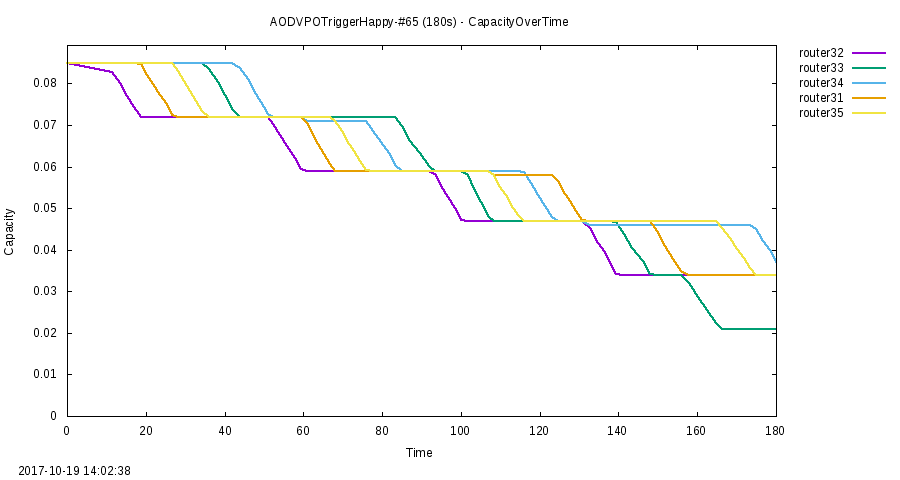 AODVPOTriggerHappy-#65 (180s) - CapacityOverTime
router32
router33
router34
router31
router35
0.08
0.07
0.06
0.05
0.04
0.03
0.02
0.01
0
Capacity
0 20 40 60 80 100 120 140 160 180
Time
2017-10-19 14:02:38